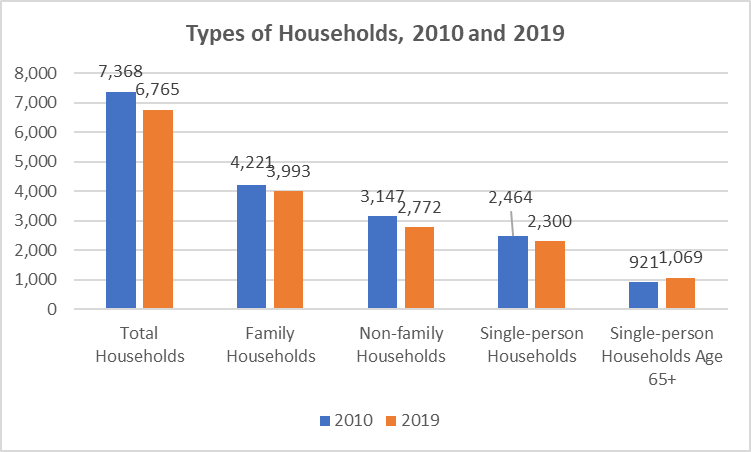 Types of Households, 2010 and 2019
8,000
7,000
6,000
5,000
4,000
3,000
2,000
1,000
0
7,368
6,765
4,221
3,993
3,147
2,772
2,464
2,300
921
1,069
Total
Households
Family
Households
Non-family
Households
Single-person
Households
Single-person
Households Age
65+
2010
2019